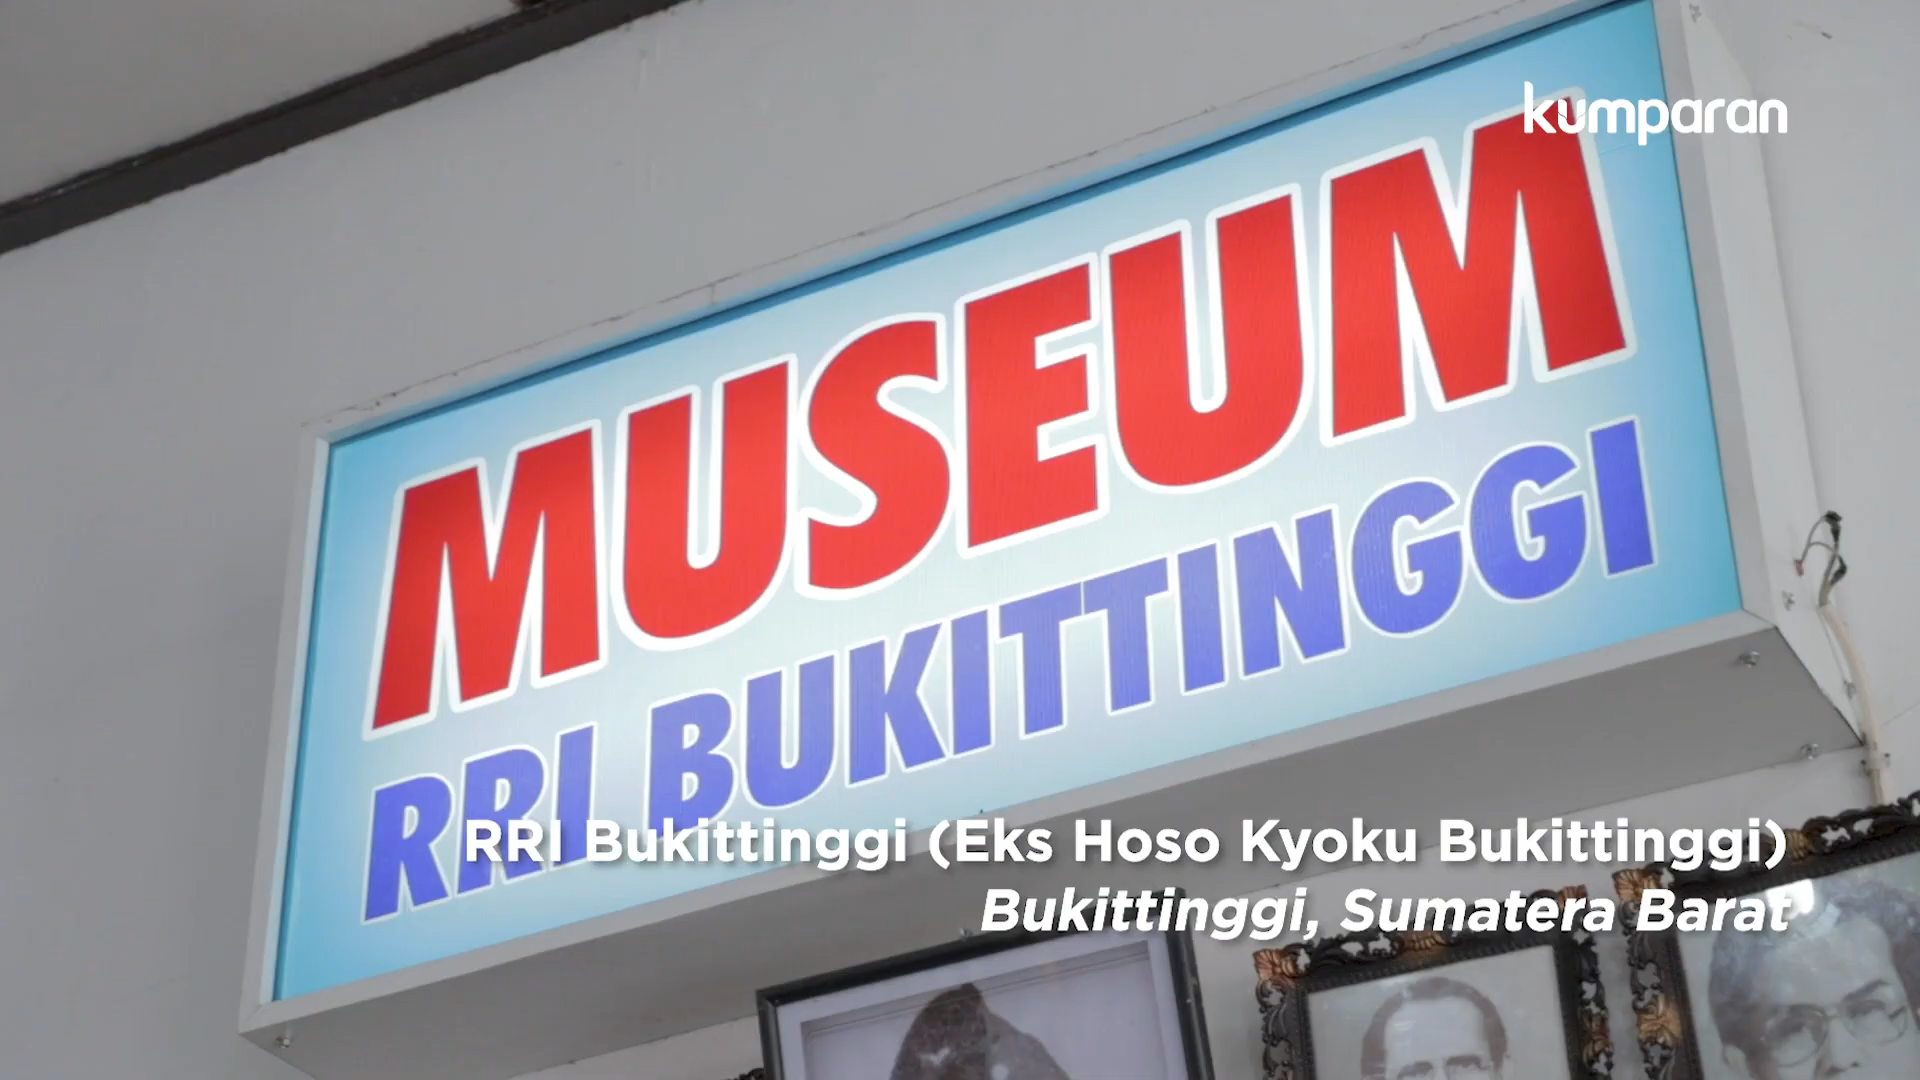 kumparan
MUSEUM
RRI BUKITTINGGI
RRI Bukittinggi (Eks Hoso Kyoku Bukittinggi)
Bukittinggi, Sumatera Barat